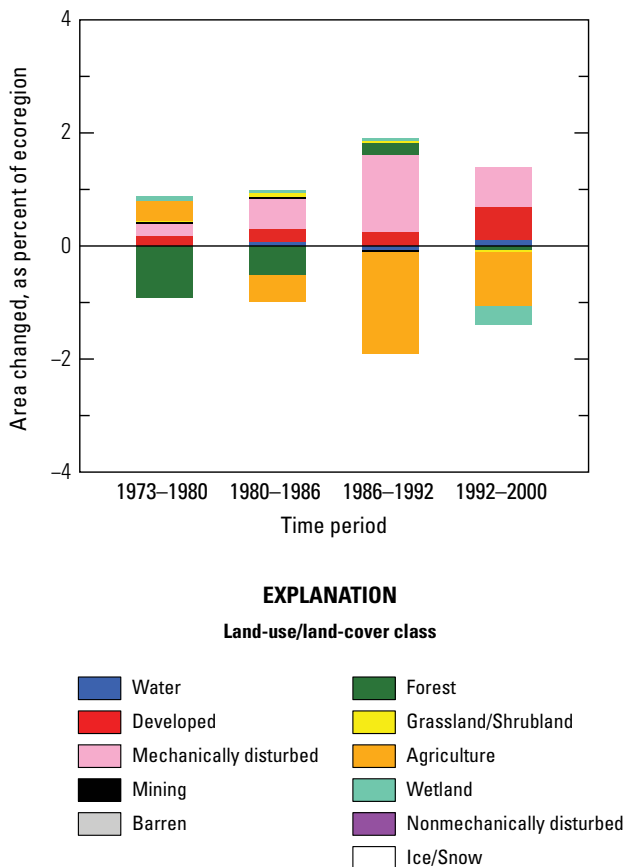 Area changed, as percent of ecoregion
4
2
0
–2
–4
1973–1980 1980–1986 1986–1992 1992–2000
Time period
EXPLANATION
Land-use/land-cover class
Water
Developed
Mechanically disturbed
Mining
Barren
Forest
Grassland/Shrubland
Agriculture
Wetland
Nonmechanically disturbed
Ice/Snow